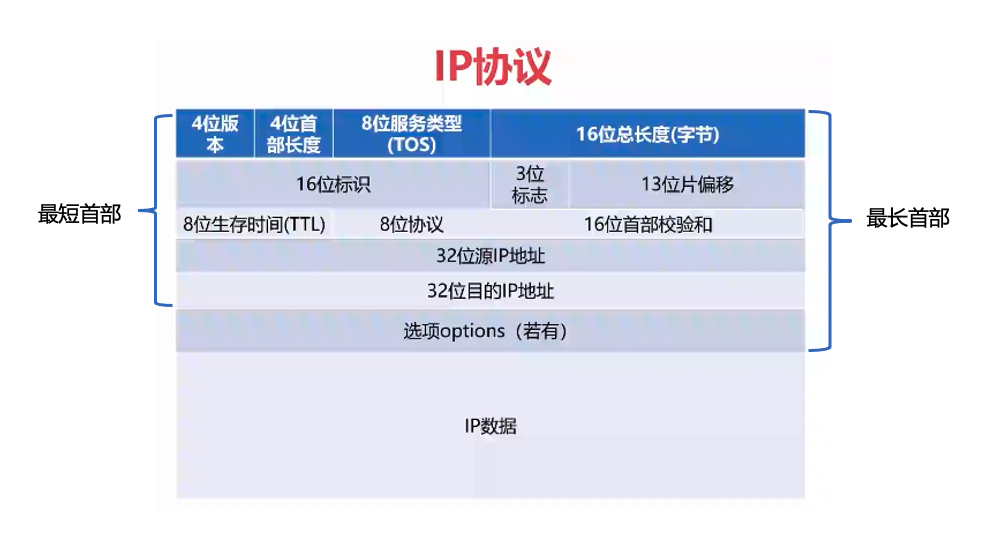 IP协议
4位版
本
4位首
部长度
8位服务类型
(TOS)
16位总长度(字节)
16位标识
3位
标志
13位片偏移
最短首部
8位生存时间(TTL)
8位协议
16位首部校验和
最长首部
32位源IP地址
32位目的IP地址
选项options（若有）
IP数据